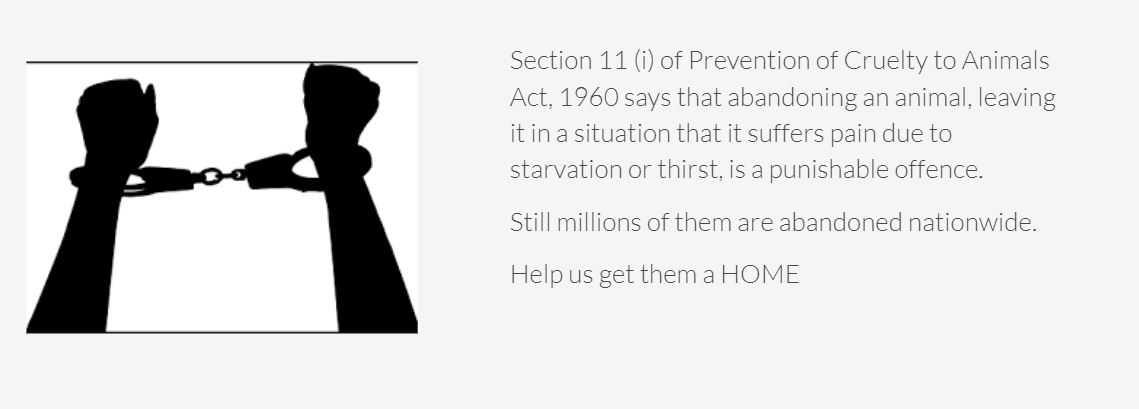 Section 11 (i) of Prevention of Cruelty to Animals
Act, 1960 says that abandoning an animal, leaving
it in a situation that it suffers pain due to
starvation or thirst, is a punishable offence.
Still millions of them are abandoned nationwide.
Help us get them a HOME